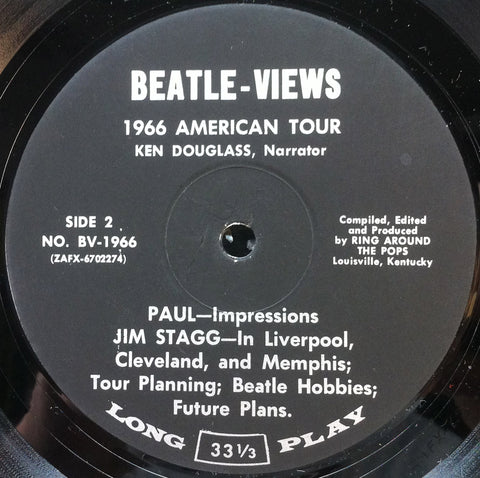 BEATLE-VIEWS
1966 AMERICAN TOUR
KEN DOUGLASS, Narrator
SIDE 2
NO. BV-1966
(ZAFX-6702274)
Compiled, Edited
and Produced
by RING AROUND
THE POPS
Louisville, Kentucky
PAUL—Impressions
JIM STAGG—In Liverpool,
Cleveland, and Memphis;
Tour Planning; Beatle Hobbies;
Future Plans.
LONG PLAY
33⅓